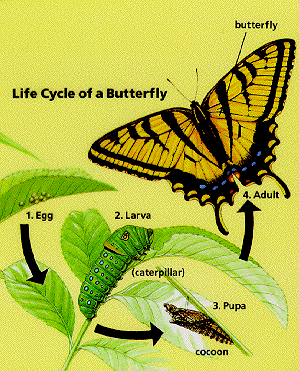 butterfly
Life Cycle of a Butterfly
4. Adult
1. Egg
2. Larva
(caterpillar)
3. Pupa
cocoon